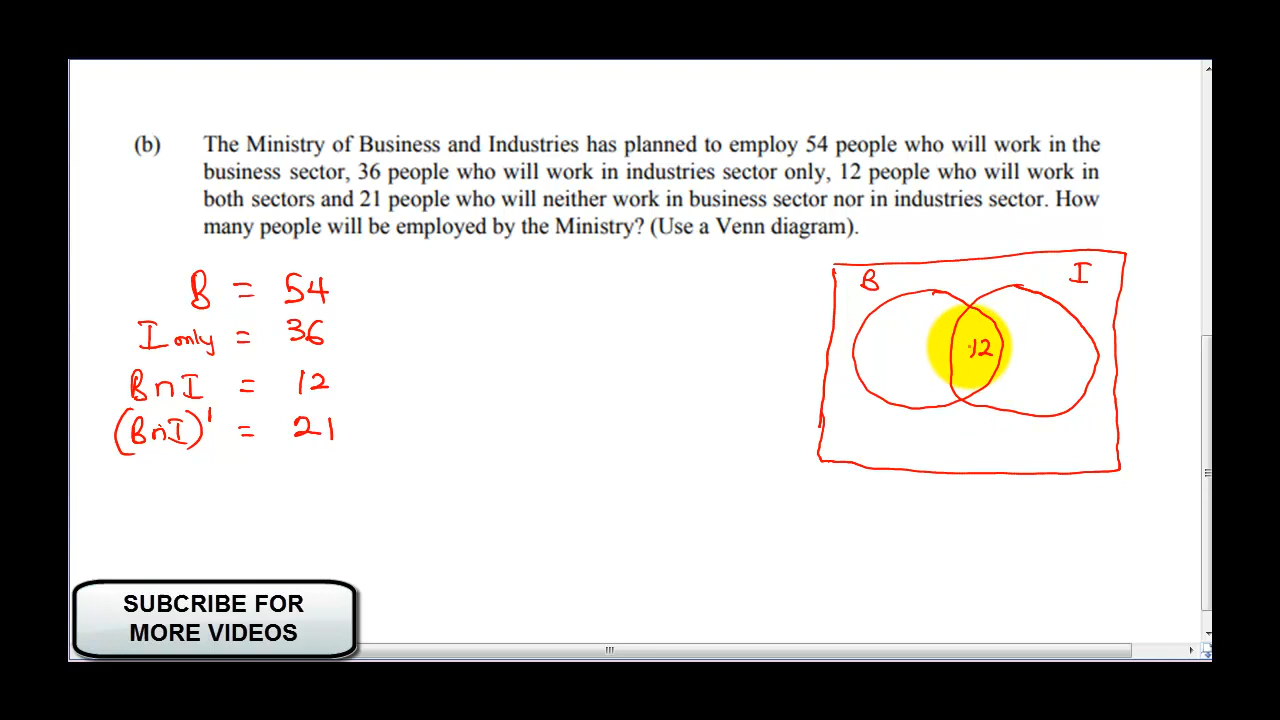 (b) The Ministry of Business and Industries has planned to employ 54 people who will work in the
business sector, 36 people who will work in industries sector only, 12 people who will work in
both sectors and 21 people who will neither work in business sector nor in industries sector. How
many people will be employed by the Ministry? (Use a Venn diagram).
B = 54
I only = 36
B∩I = 12
(B∩I)' = 21
B I
12
SUBCRIBE FOR
MORE VIDEOS